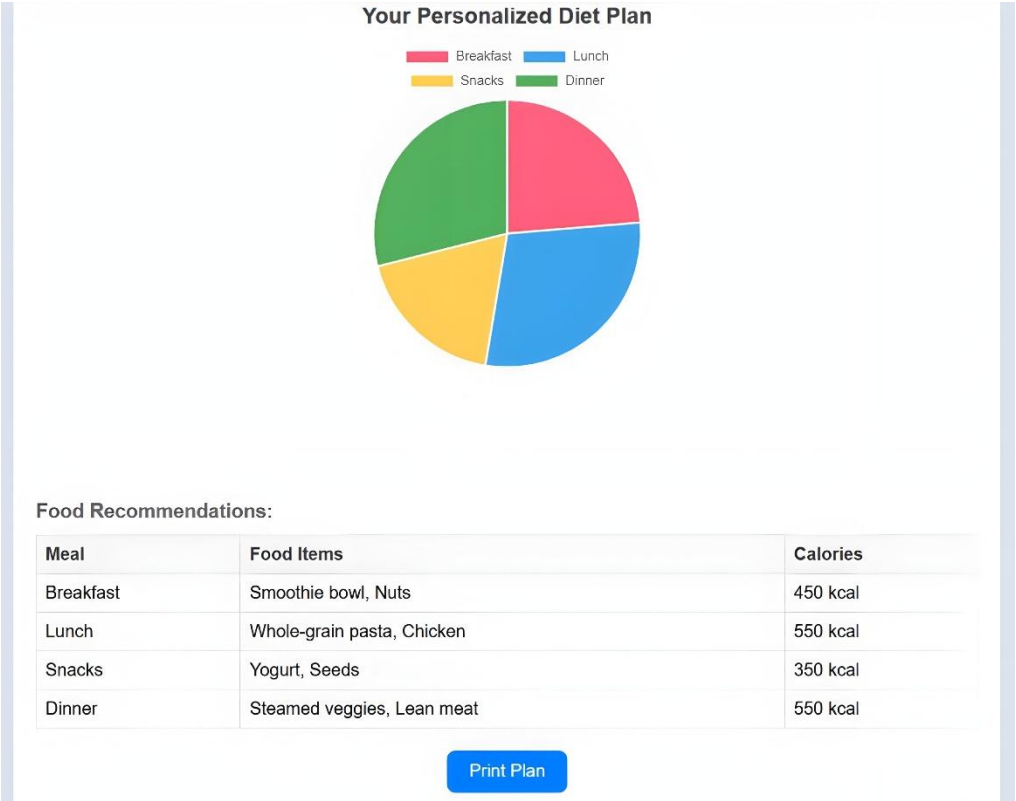 Your Personalized Diet Plan
Breakfast Lunch
Snacks Dinner
Food Recommendations:
Meal Food Items Calories
Breakfast Smoothie bowl, Nuts 450 kcal
Lunch Whole-grain pasta, Chicken 550 kcal
Snacks Yogurt, Seeds 350 kcal
Dinner Steamed veggies, Lean meat 550 kcal
Print Plan